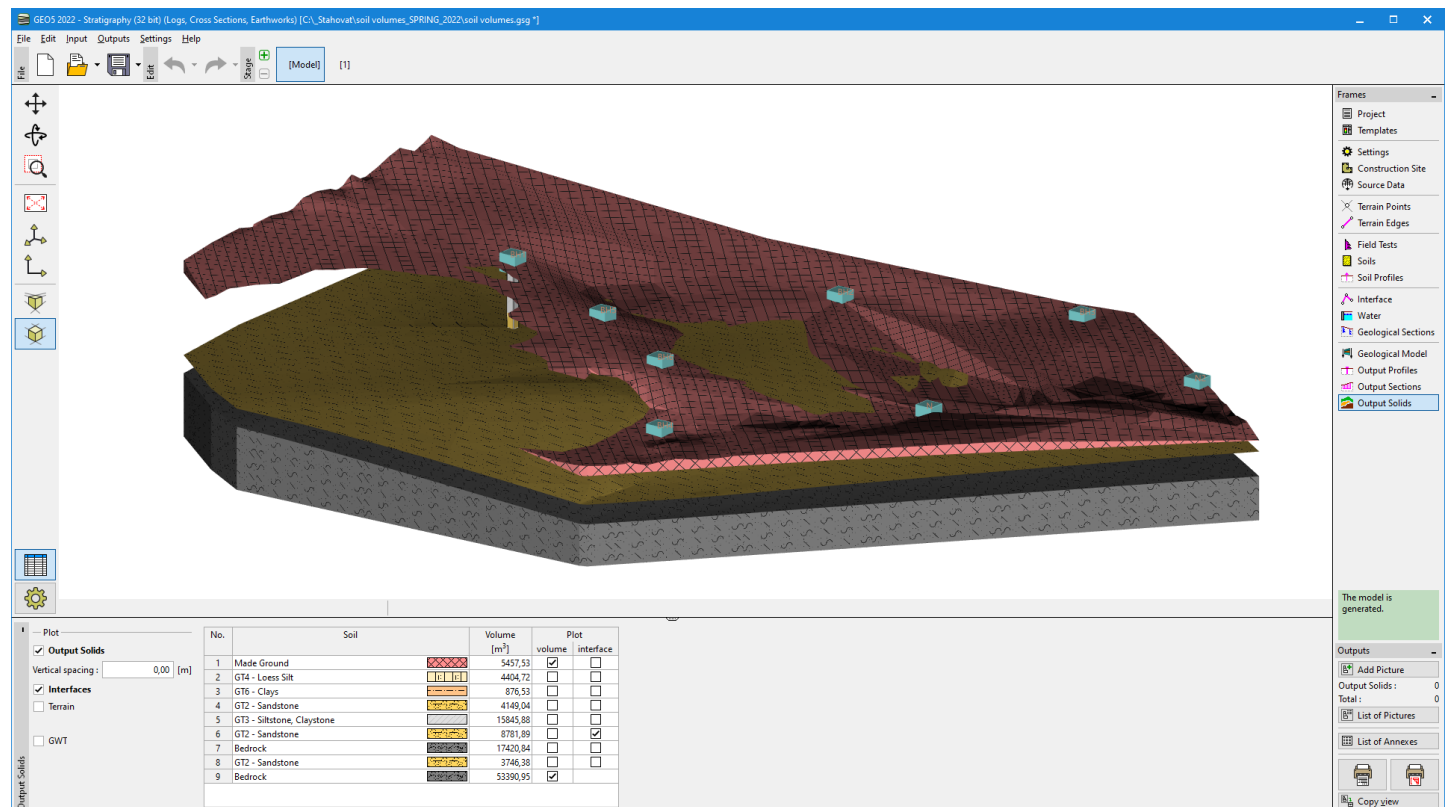 GEO5 2022 - Stratigraphy (32 bit) (Logs, Cross Sections, Earthworks) [C:\_Stahovat\soil volumes_SPRING_2022\soil volumes.gsg *]
File Edit Input Outputs Settings Help
File
Edit
Stage
[Model] [1]
Frames
Project
Templates
Settings
Construction Site
Source Data
Terrain Points
Terrain Edges
Field Tests
Soils
Soil Profiles
Interface
Water
Geological Sections
Geological Model
Output Profiles
Output Sections
Output Solids
The model is
generated.
Output Solids
Plot
Output Solids
Vertical spacing : 0,00 [m]
Interfaces
Terrain
GWT
No. Soil Volume Plot
[m³] volume interface
1 Made Ground 5457,53
2 GT4 - Loess Silt 4404,72
3 GT6 - Clays 876,53
4 GT2 - Sandstone 4149,04
5 GT3 - Siltstone, Claystone 15845,88
6 GT2 - Sandstone 8781,89
7 Bedrock 17420,84
8 GT2 - Sandstone 3746,38
9 Bedrock 53390,95
Outputs
Add Picture
Output Solids : 0
Total : 0
List of Pictures
List of Annexes
Copy view